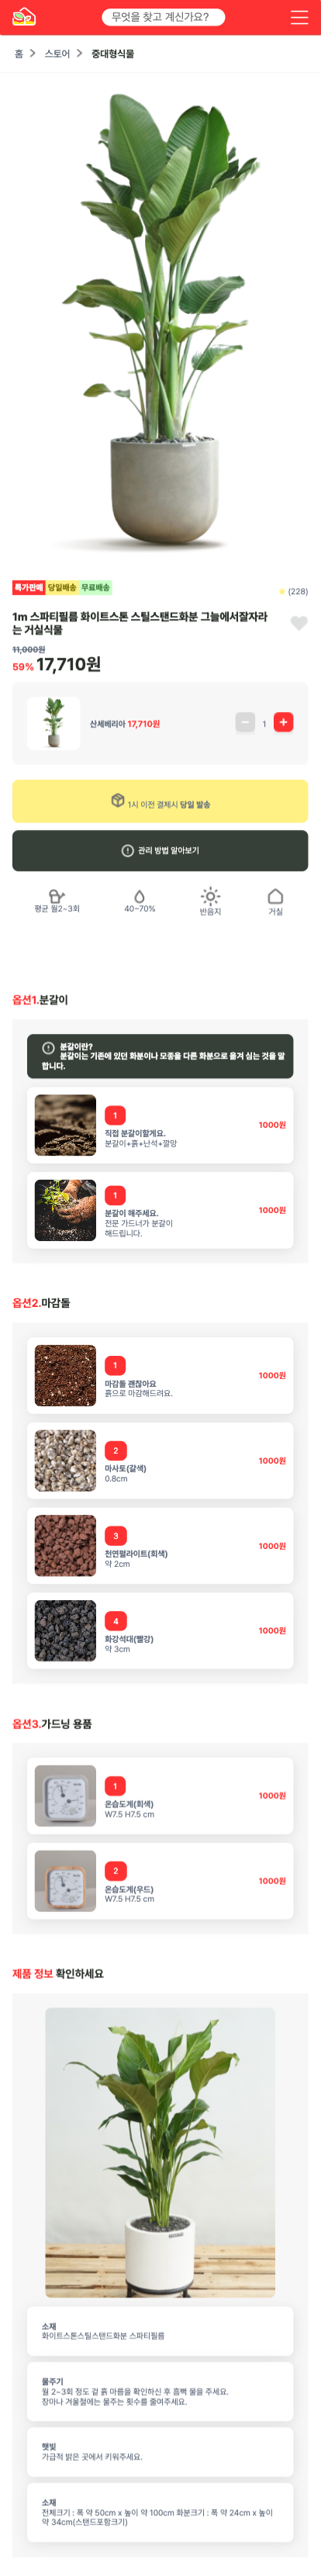 무엇을 찾고 계신가요?
홈 스토어 중대형식물
특가판매 당일배송 무료배송
(228)
1m 스파티필름 화이트스톤 스틸스탠드화분 그늘에서잘자라
는 거실식물
11,000원
59% 17,710원
산세베리아 17,710원
1
1시 이전 결제시 당일 발송
관리 방법 알아보기
평균 월2~3회
40~70%
반음지
거실
옵션1.분갈이
분갈이란?
분갈이는 기존에 있던 화분이나 모종을 다른 화분으로 옮겨 심는 것을 말
합니다.
1
직접 분갈이할게요.
분갈이+흙+난석+깔망
1000원
1
분갈이 해주세요.
전문 가드너가 분갈이
해드립니다.
1000원
옵션2.마감돌
1
마감돌 괜찮아요
흙으로 마감해드려요.
1000원
2
마사토(갈색)
0.8cm
1000원
3
천연펄라이트(회색)
약 2cm
1000원
4
화강석대(빨강)
약 3cm
1000원
옵션3.가드닝 용품
1
온습도계(회색)
W7.5 H7.5 cm
1000원
2
온습도계(우드)
W7.5 H7.5 cm
1000원
제품 정보 확인하세요
소재
화이트스톤스틸스탠드화분 스파티필름
물주기
월 2~3회 정도 겉 흙 마름을 확인하신 후 흠뻑 물을 주세요.
장마나 겨울철에는 물주는 횟수를 줄여주세요.
햇빛
가급적 밝은 곳에서 키워주세요.
소재
전체크기 : 폭 약 50cm x 높이 약 100cm 화분크기 : 폭 약 24cm x 높이
약 34cm(스탠드포함크기)